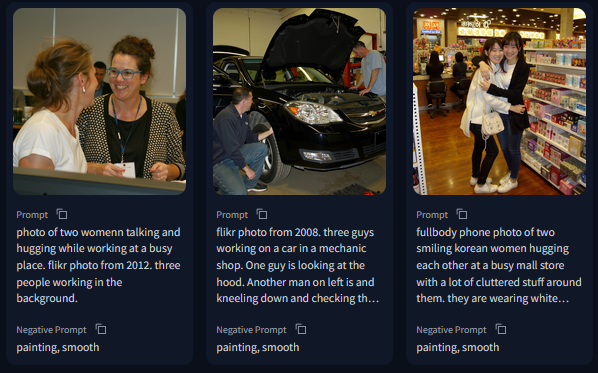 Prompt
photo of two womenn talking and
hugging while working at a busy
place. flikr photo from 2012. three
people working in the
background.
Negative Prompt
painting, smooth
Prompt
flikr photo from 2008. three guys
working on a car in a mechanic
shop. One guy is looking at the
hood. Another man on left is and
kneeling down and checking th...
Negative Prompt
painting, smooth
Prompt
fullbody phone photo of two
smiling korean women hugging
each other at a busy mall store
with a lot of cluttered stuff around
them. they are wearing white...
Negative Prompt
painting, smooth